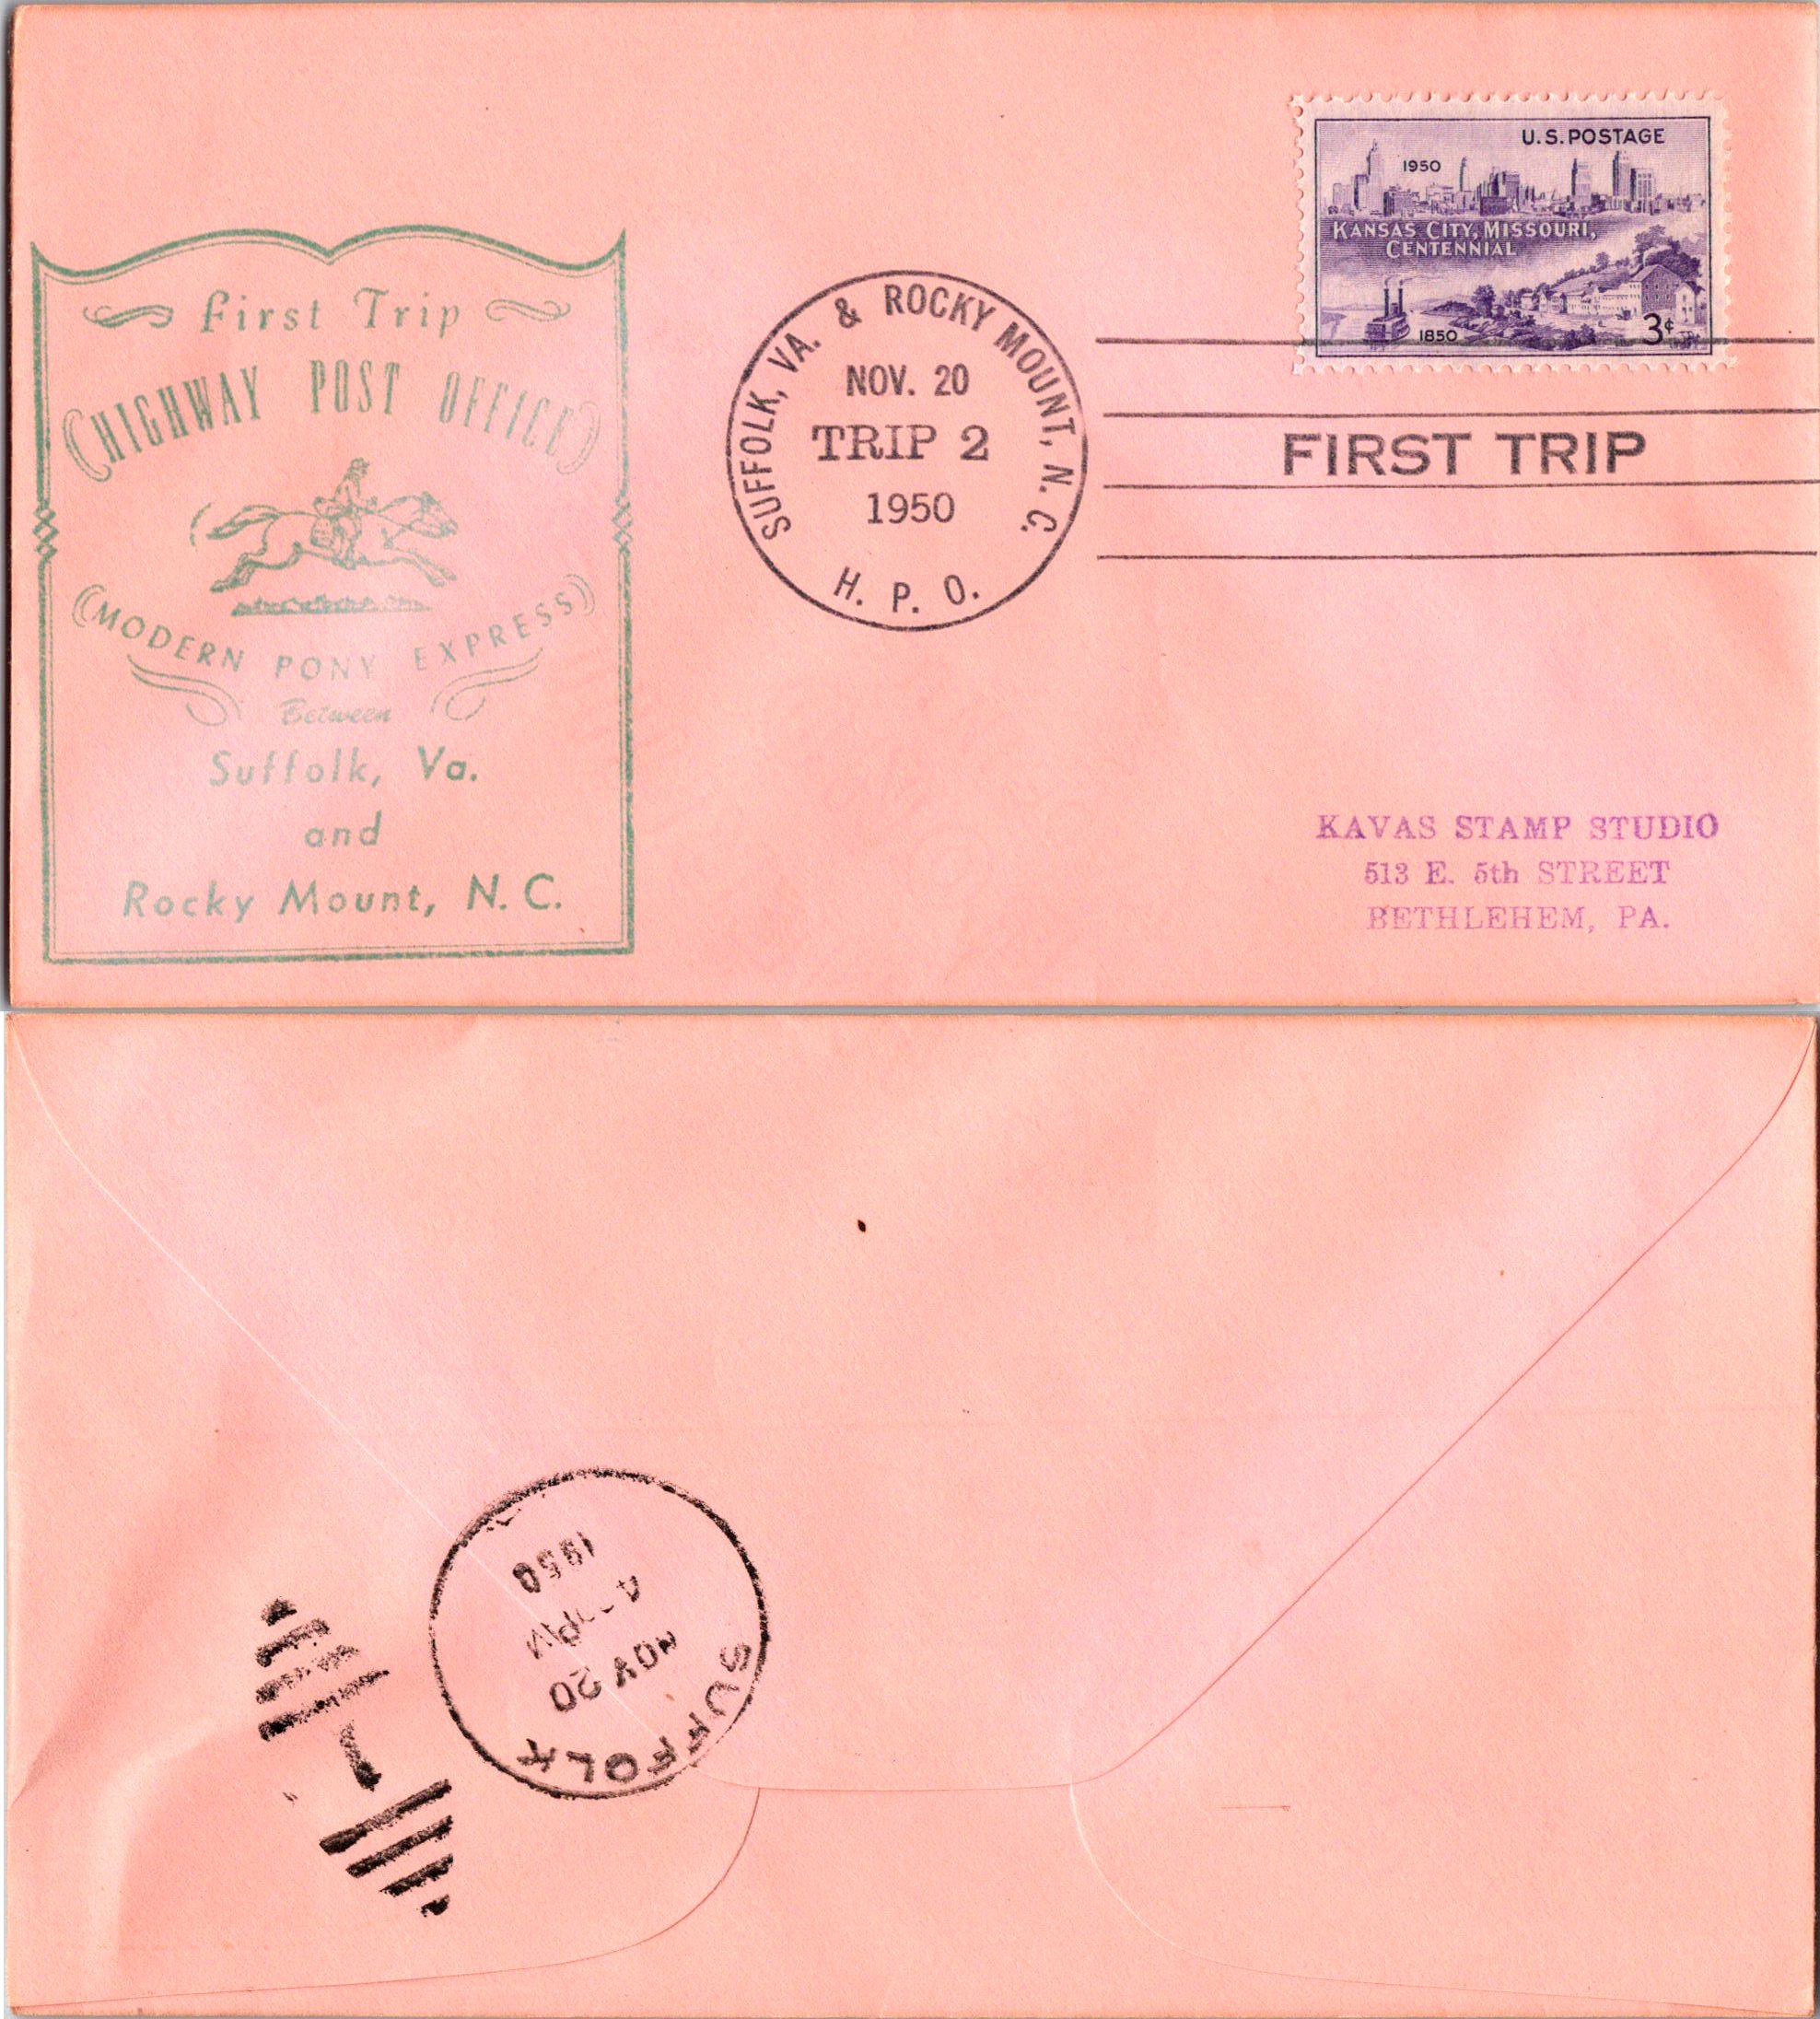 First Trip
HIGHWAY POST OFFICE
MODERN PONY EXPRESS
Between
Suffolk, Va.
and
Rocky Mount, N. C.
SUFFOLK, VA. & ROCKY MOUNT, N. C.
NOV. 20
TRIP 2
1950
H. P. O.
U.S. POSTAGE
1950
KANSAS CITY, MISSOURI,
CENTENNIAL
1850
3¢
FIRST TRIP
KAVAS STAMP STUDIO
513 E. 5th STREET
BETHLEHEM, PA.
SUFFOLK
NOV 20
PM
1950